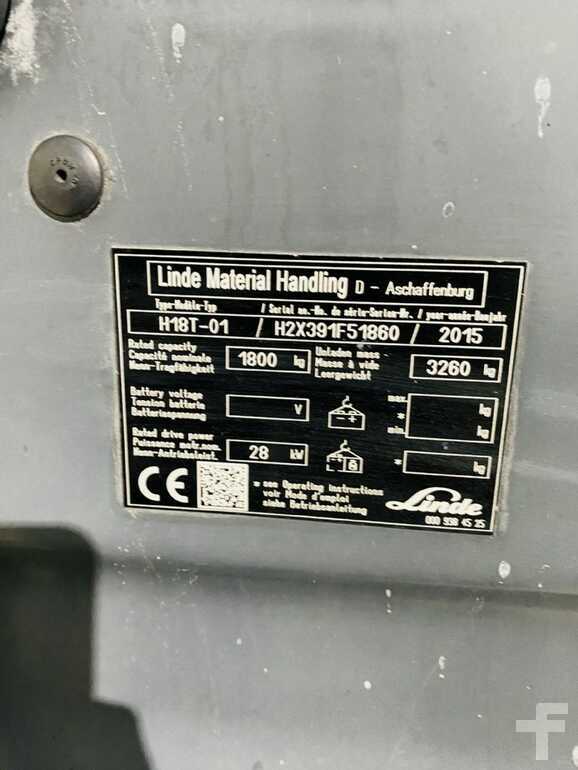 Linde Material Handling D - Aschaffenburg
Type-Modèle-Typ / Serial no.-No. de série-Serien-Nr. / year-année-Baujahr
H18T-01 / H2X391F51860 / 2015
Rated capacity
Capacité nominale
Nenn-Tragfähigkeit
1800 kg
Unladen mass
Masse à vide
Leergewicht
3260 kg
Battery voltage
Tension batterie
Batteriespannung
V
- +
max.
*
min.
kg
kg
Rated drive power
Puissance motr.nom.
Nenn-Antriebsleist.
28 kW
*
kg
CE
* see Operating instructions
voir Mode d'emploi
siehe Betriebsanleitung
Linde
000 938 45 35
f